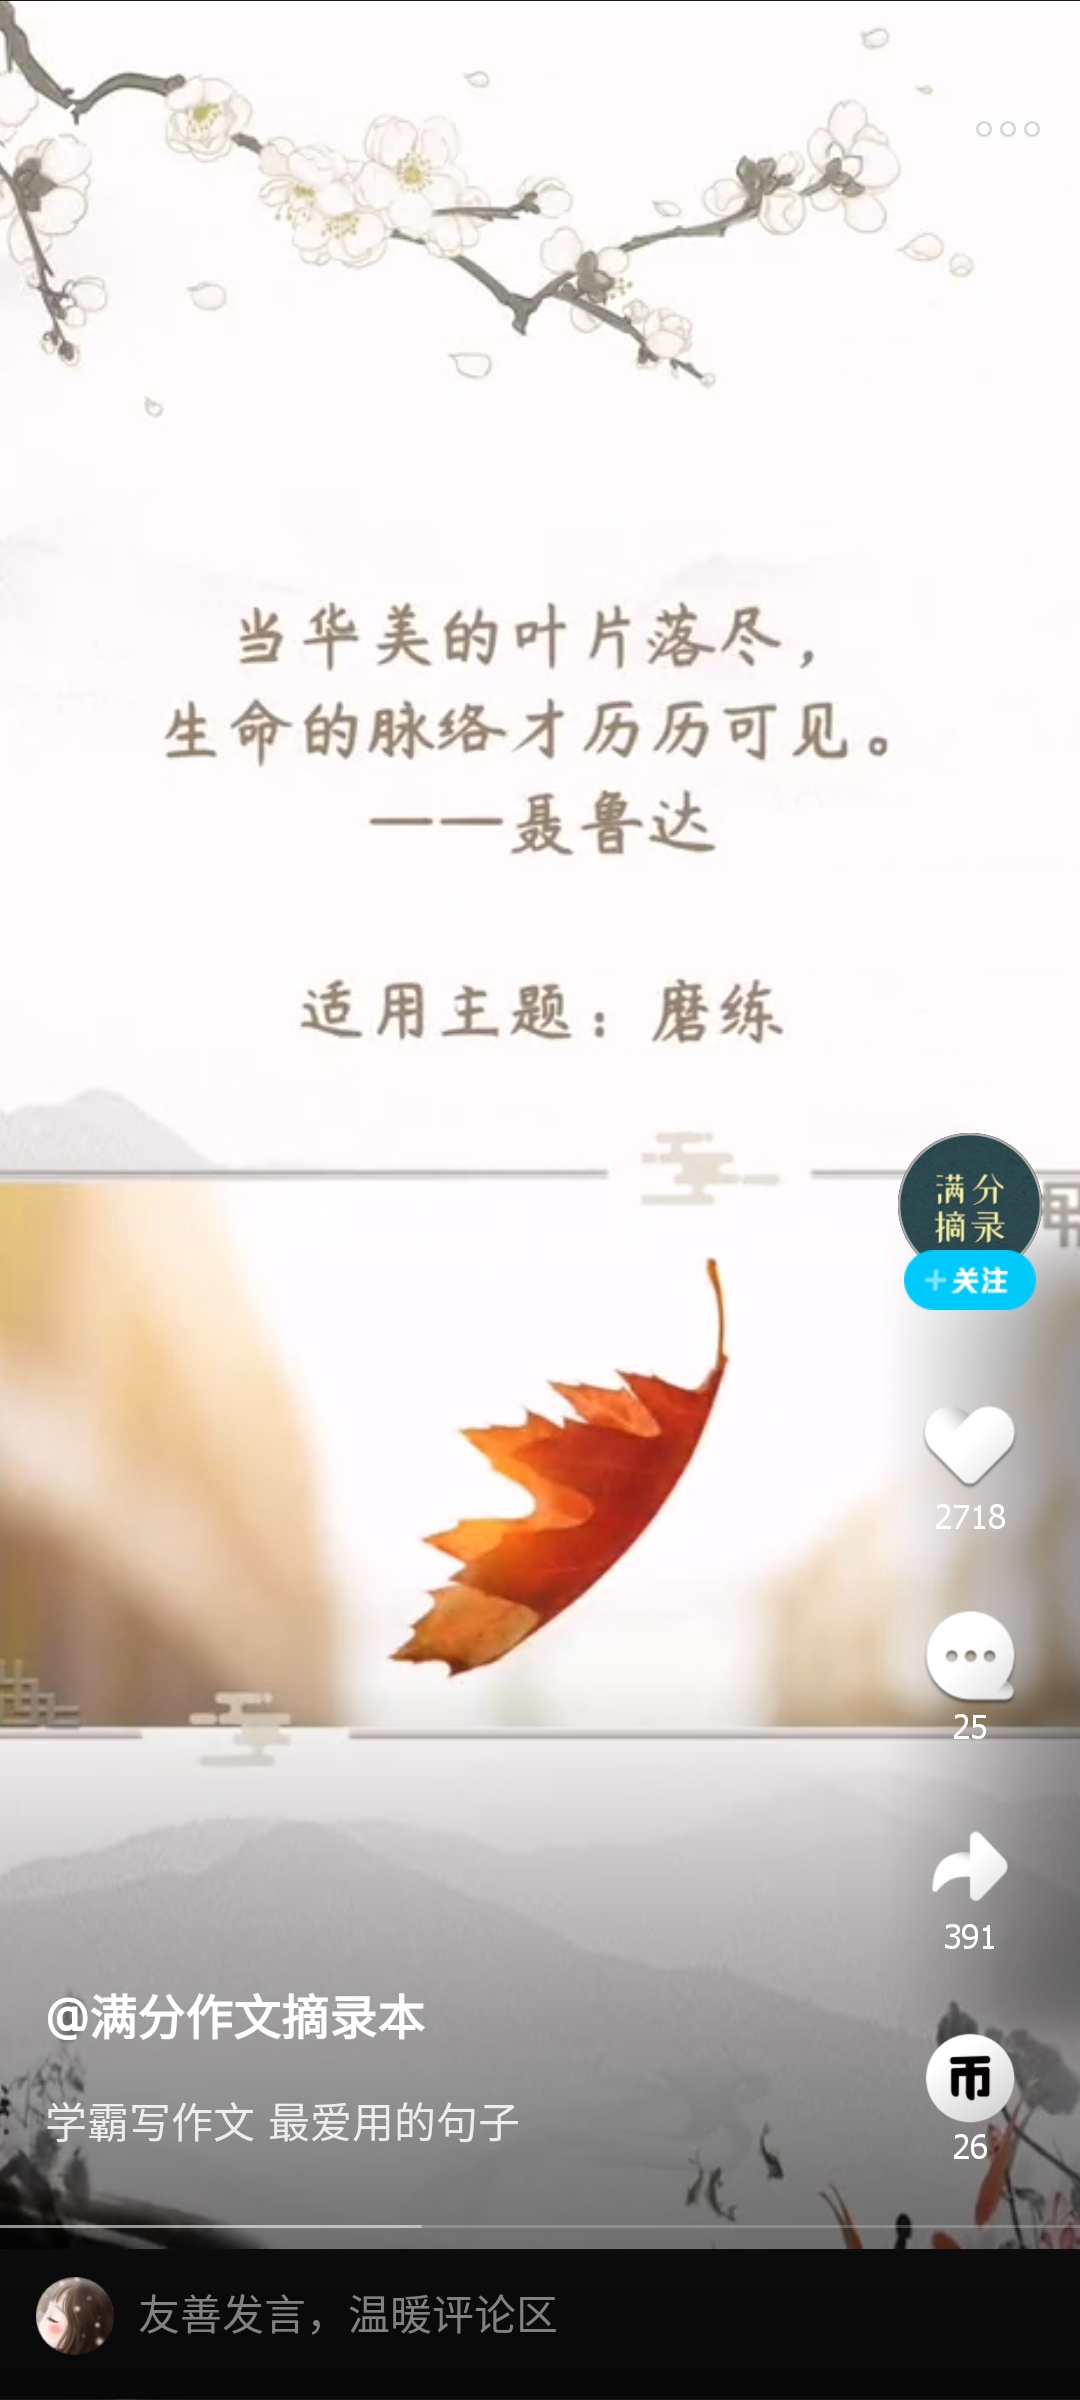 当华美的叶片落尽，
生命的脉络才历历可见。
——聂鲁达
适用主题：磨练
满分
摘录
+关注
2718
25
391
@满分作文摘录本
学霸写作文 最爱用的句子
币
26
友善发言，温暖评论区